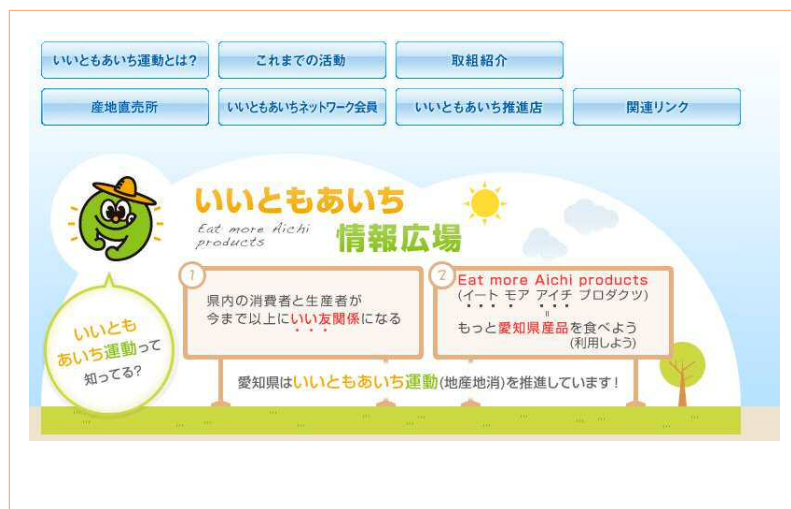 いいともあいち運動とは?
これまでの活動
取組紹介
産地直売所
いいともあいちネットワーク会員
いいともあいち推進店
関連リンク
いいともあいち
Eat more Aichi
products
情報広場
いいとも
あいち運動って
知ってる?
1
県内の消費者と生産者が
今まで以上にいい友関係になる
2
Eat more Aichi products
(イート モア アイチ プロダクツ)
=
もっと愛知県産品を食べよう
(利用しよう)
愛知県はいいともあいち運動(地産地消)を推進しています!